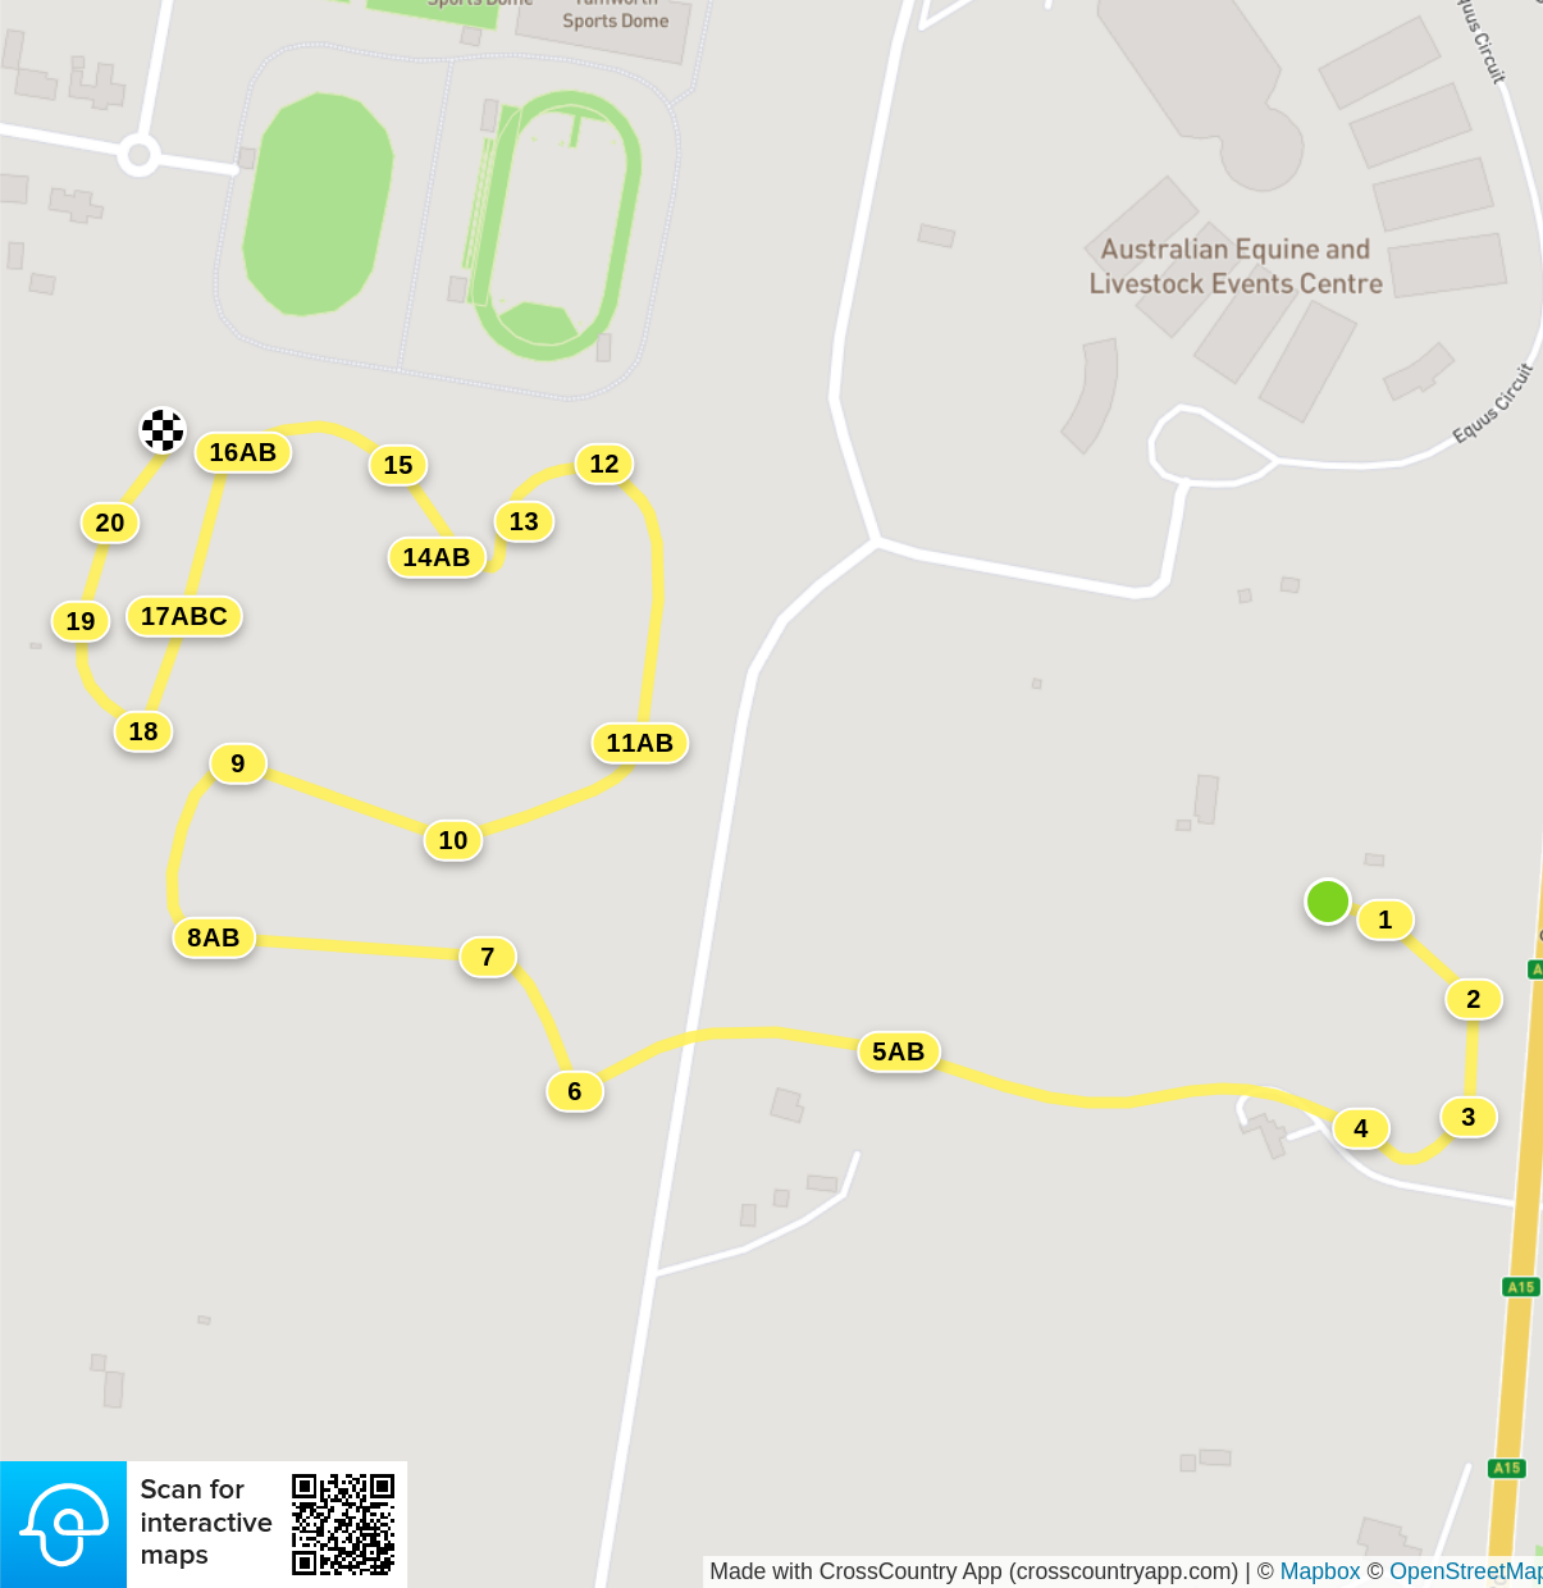 Sports Dome
Tamworth
Sports Dome
Equus Circuit
Australian Equine and
Livestock Events Centre
Equus Circuit
16AB
15
12
20
13
14AB
19
17ABC
18
11AB
9
10
8AB
7
1
2
6
5AB
4
3
A15
A15
Scan for
interactive
maps
Made with CrossCountry App (crosscountryapp.com) | © Mapbox © OpenStreetMap